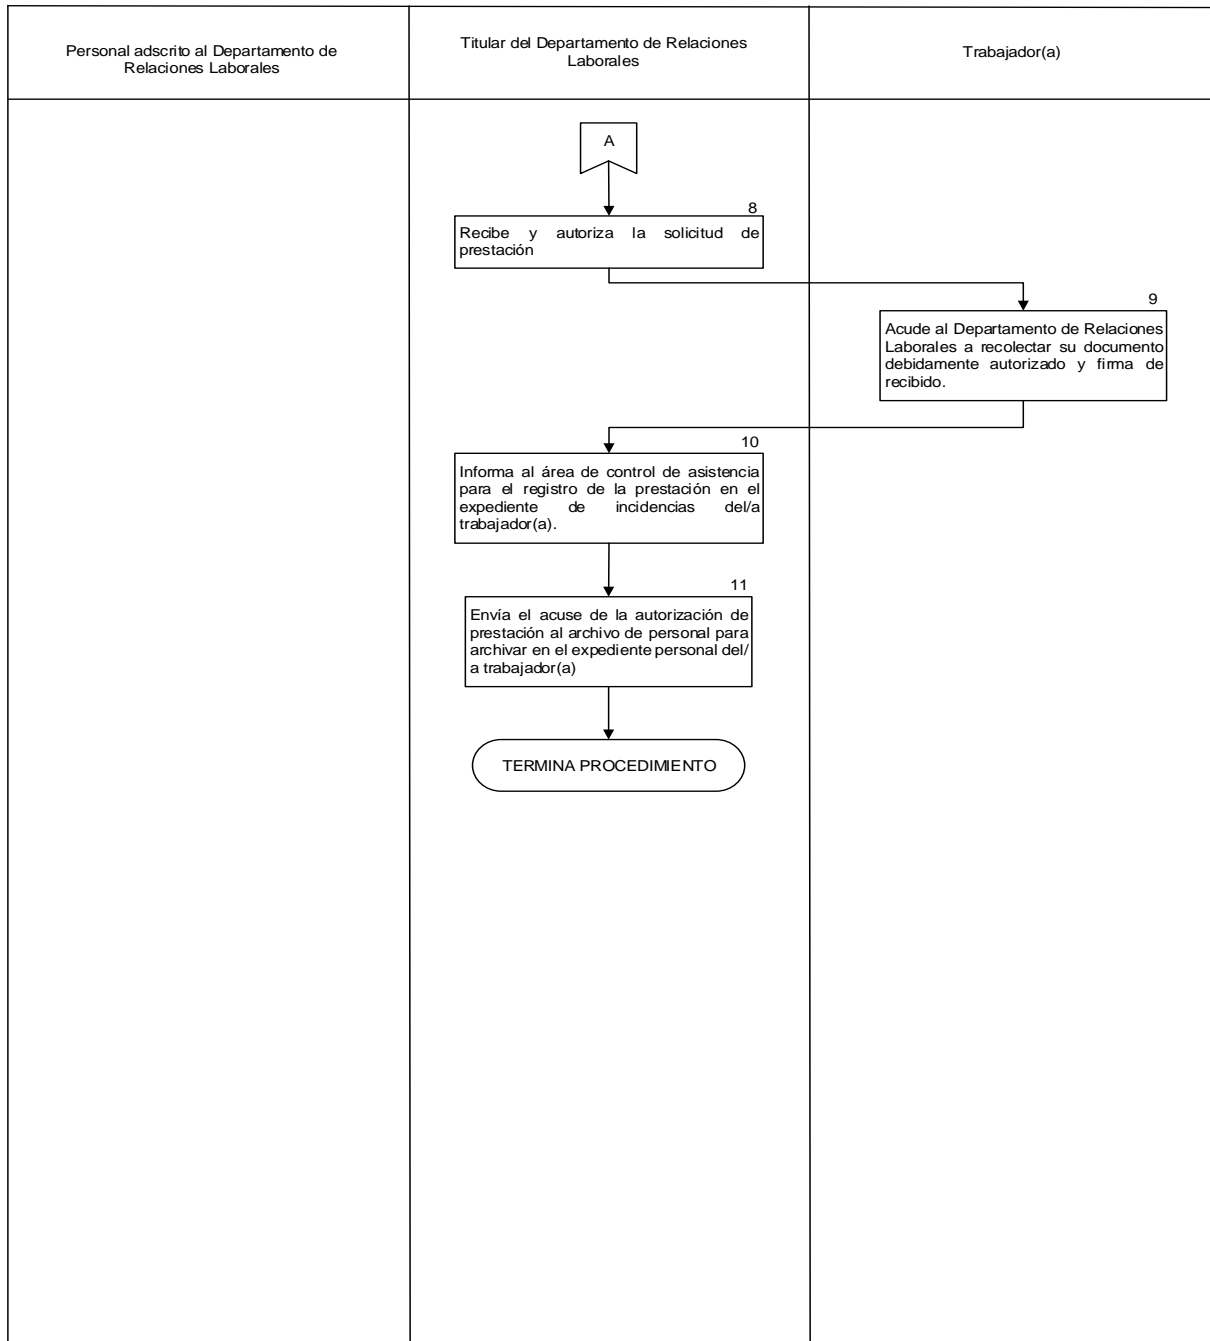 Personal adscrito al Departamento de
Relaciones Laborales
Titular del Departamento de Relaciones
Laborales
Trabajador(a)
A
8
Recibe y autoriza la solicitud de
prestación
9
Acude al Departamento de Relaciones
Laborales a recolectar su documento
debidamente autorizado y firma de
recibido.
10
Informa al área de control de asistencia
para el registro de la prestación en el
expediente de incidencias del/a
trabajador(a).
11
Envía el acuse de la autorización de
prestación al archivo de personal para
archivar en el expediente personal del/
a trabajador(a)
TERMINA PROCEDIMIENTO